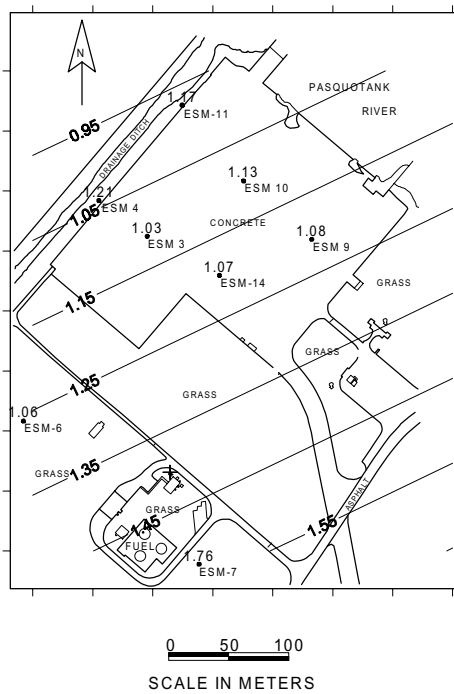 N
PASQUOTANK
RIVER
1.17
ESM-11
0.95
DRAINAGE DITCH
1.13
ESM 10
1.21
ESM 4
1.05
1.03
ESM 3
CONCRETE
1.08
ESM 9
1.07
ESM-14
GRASS
1.15
GRASS
1.25
GRASS
1.06
ESM-6
1.35
GRASS
GRASS
ASPHALT
1.45
1.55
FUEL
1.76
ESM-7
0 50 100
SCALE IN METERS